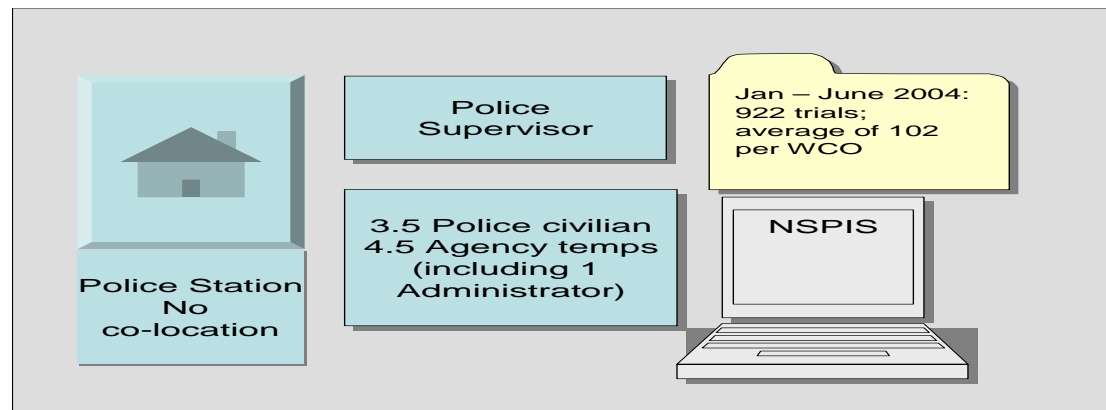 Police Station
No
co-location
Police
Supervisor
3.5 Police civilian
4.5 Agency temps
(including 1
Administrator)
Jan – June 2004:
922 trials;
average of 102
per WCO
NSPIS